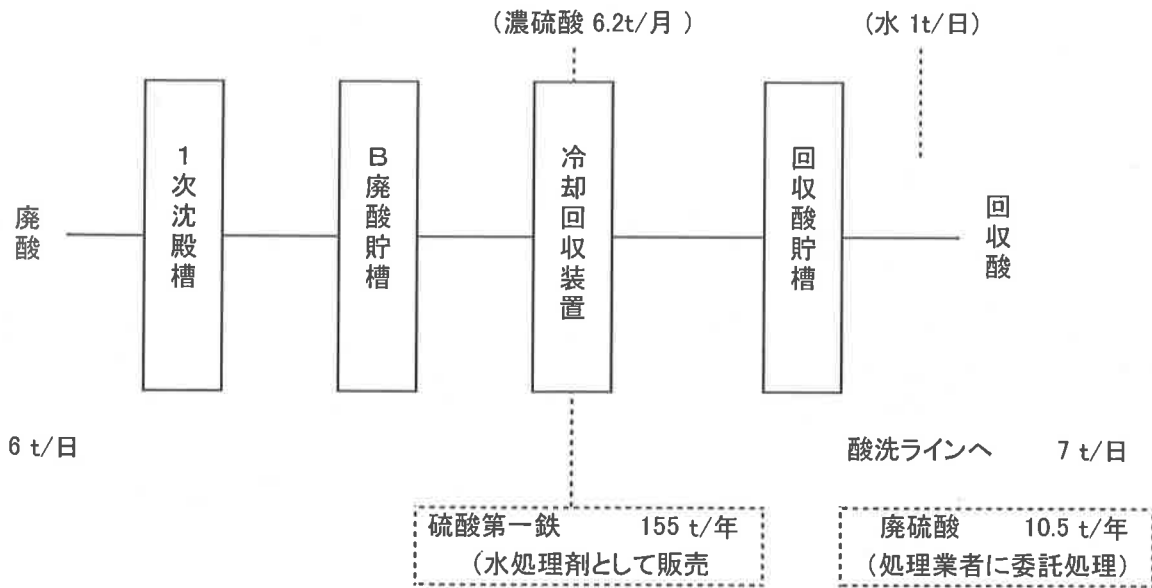 (濃硫酸 6.2t/月 )
(水 1t/日)
廃酸
1次沈殿槽
B廃酸貯槽
冷却回収装置
回収酸貯槽
回収酸
6 t/日
酸洗ラインへ 7 t/日
硫酸第一鉄 155 t/年
(水処理剤として販売
廃硫酸 10.5 t/年
(処理業者に委託処理)